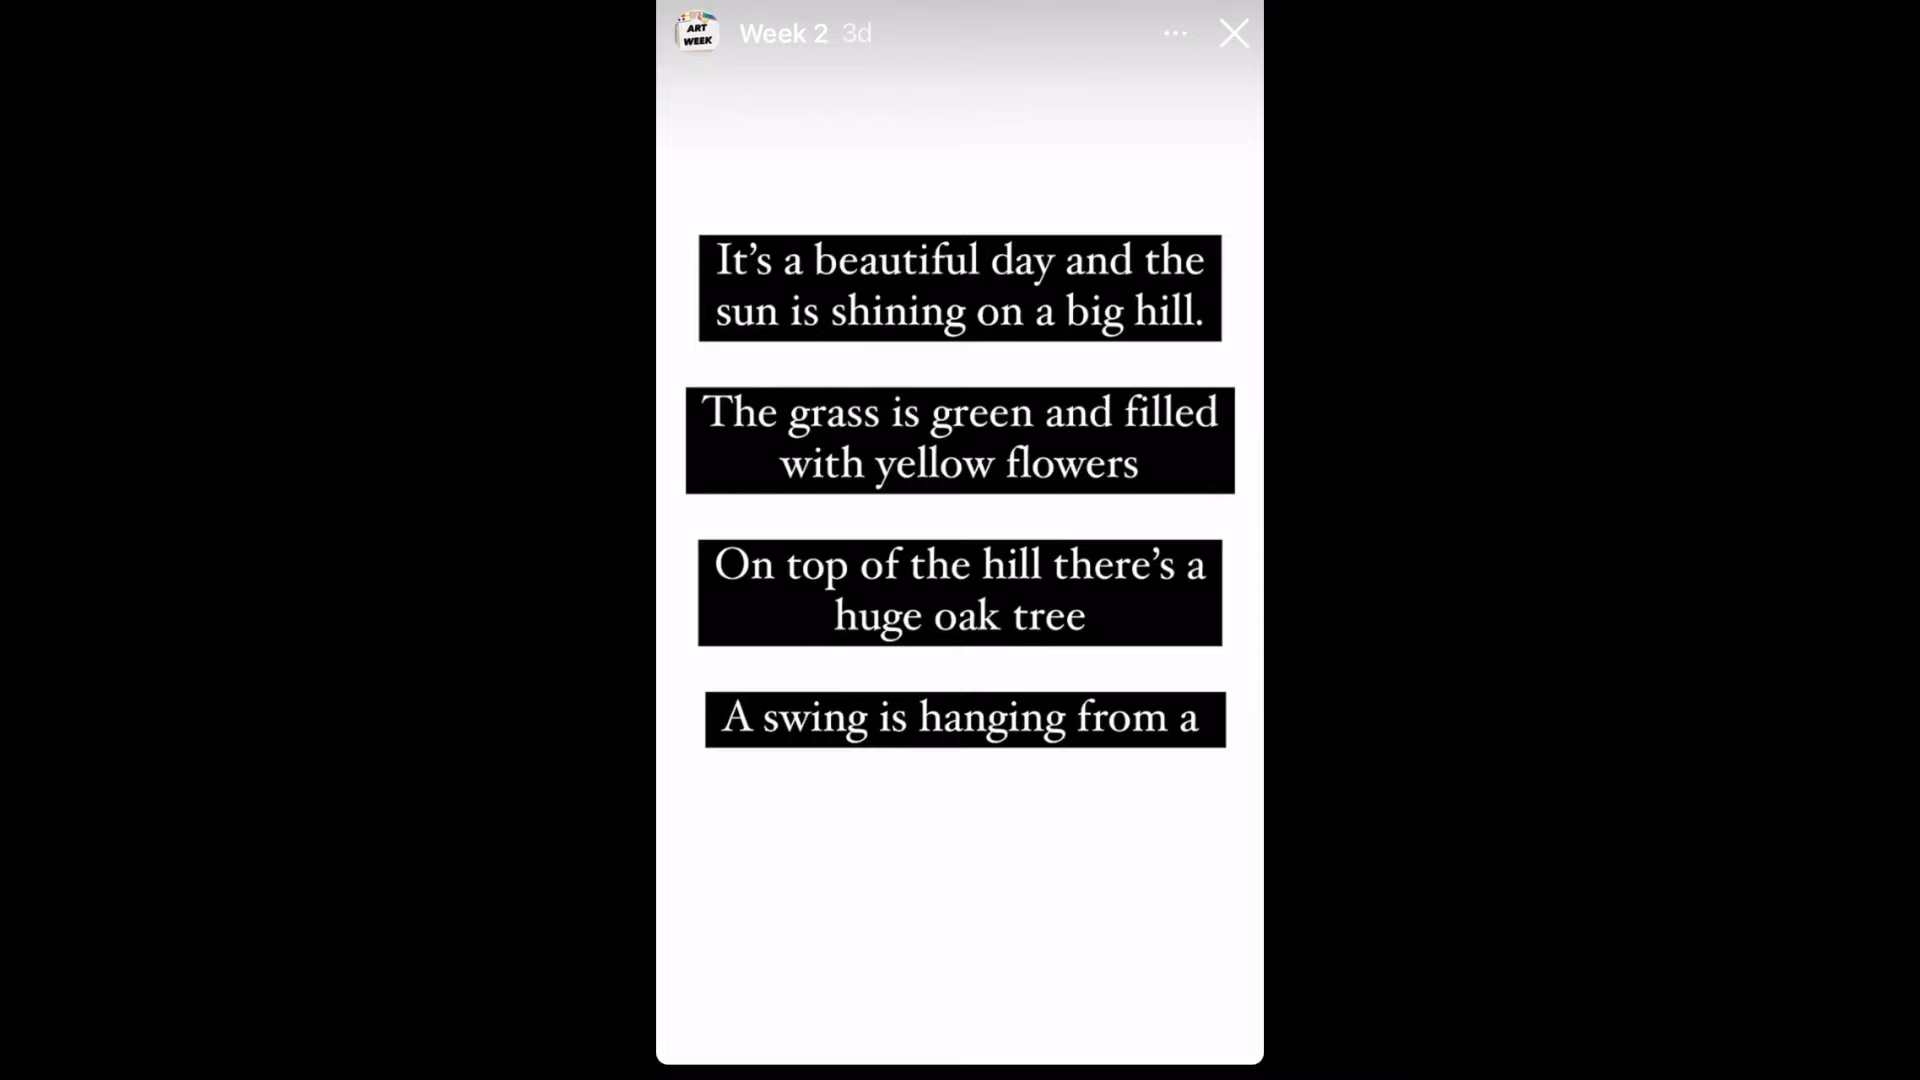 ART
WEEK
Week 2 3d
It’s a beautiful day and the
sun is shining on a big hill.
The grass is green and filled
with yellow flowers
On top of the hill there’s a
huge oak tree
A swing is hanging from a